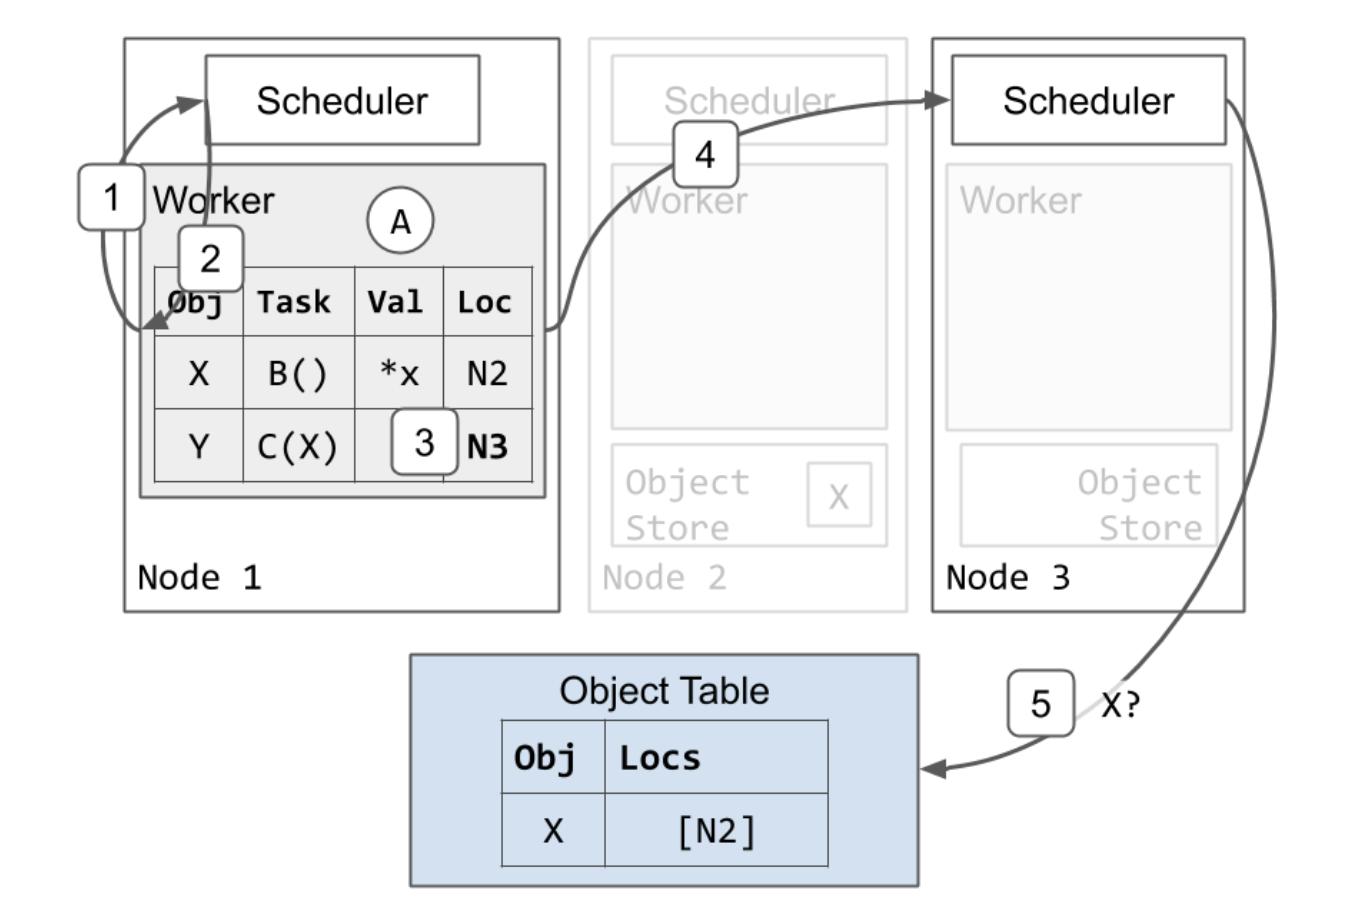 Scheduler
Scheduler
Scheduler
4
1
Worker
A
Worker
Worker
2
Obj Task Val Loc
X B() *x N2
Y C(X) 3 N3
Object
Store
X
Object
Store
Node 1
Node 2
Node 3
Object Table
5 X?
Obj Locs
X [N2]